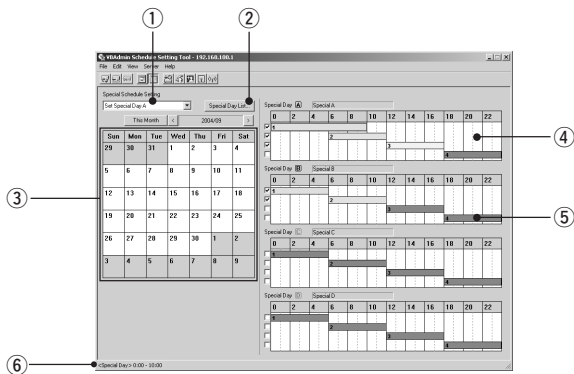 ① ②
VBAdmin Schedule Setting Tool - 192.168.100.1
File Edit View Server Help
Special Schedule Setting
Set Special Day A Special Day List...
This Month < 2004/09 >
Sun Mon Tue Wed Thu Fri Sat
29 30 31 1 2 3 4
5 6 7 8 9 10 11
12 13 14 15 16 17 18
19 20 21 22 23 24 25
26 27 28 29 30 1 2
3 4 5 6 7 8 9
③
Special Day A Special A
0 2 4 6 8 10 12 14 16 18 20 22
1
2
3
4
④
Special Day B Special B
0 2 4 6 8 10 12 14 16 18 20 22
1
2
3
4
⑤
Special Day C Special C
0 2 4 6 8 10 12 14 16 18 20 22
1
2
3
4
Special Day D Special D
0 2 4 6 8 10 12 14 16 18 20 22
1
2
3
4
⑥
<Special Day> 0:00 - 10:00